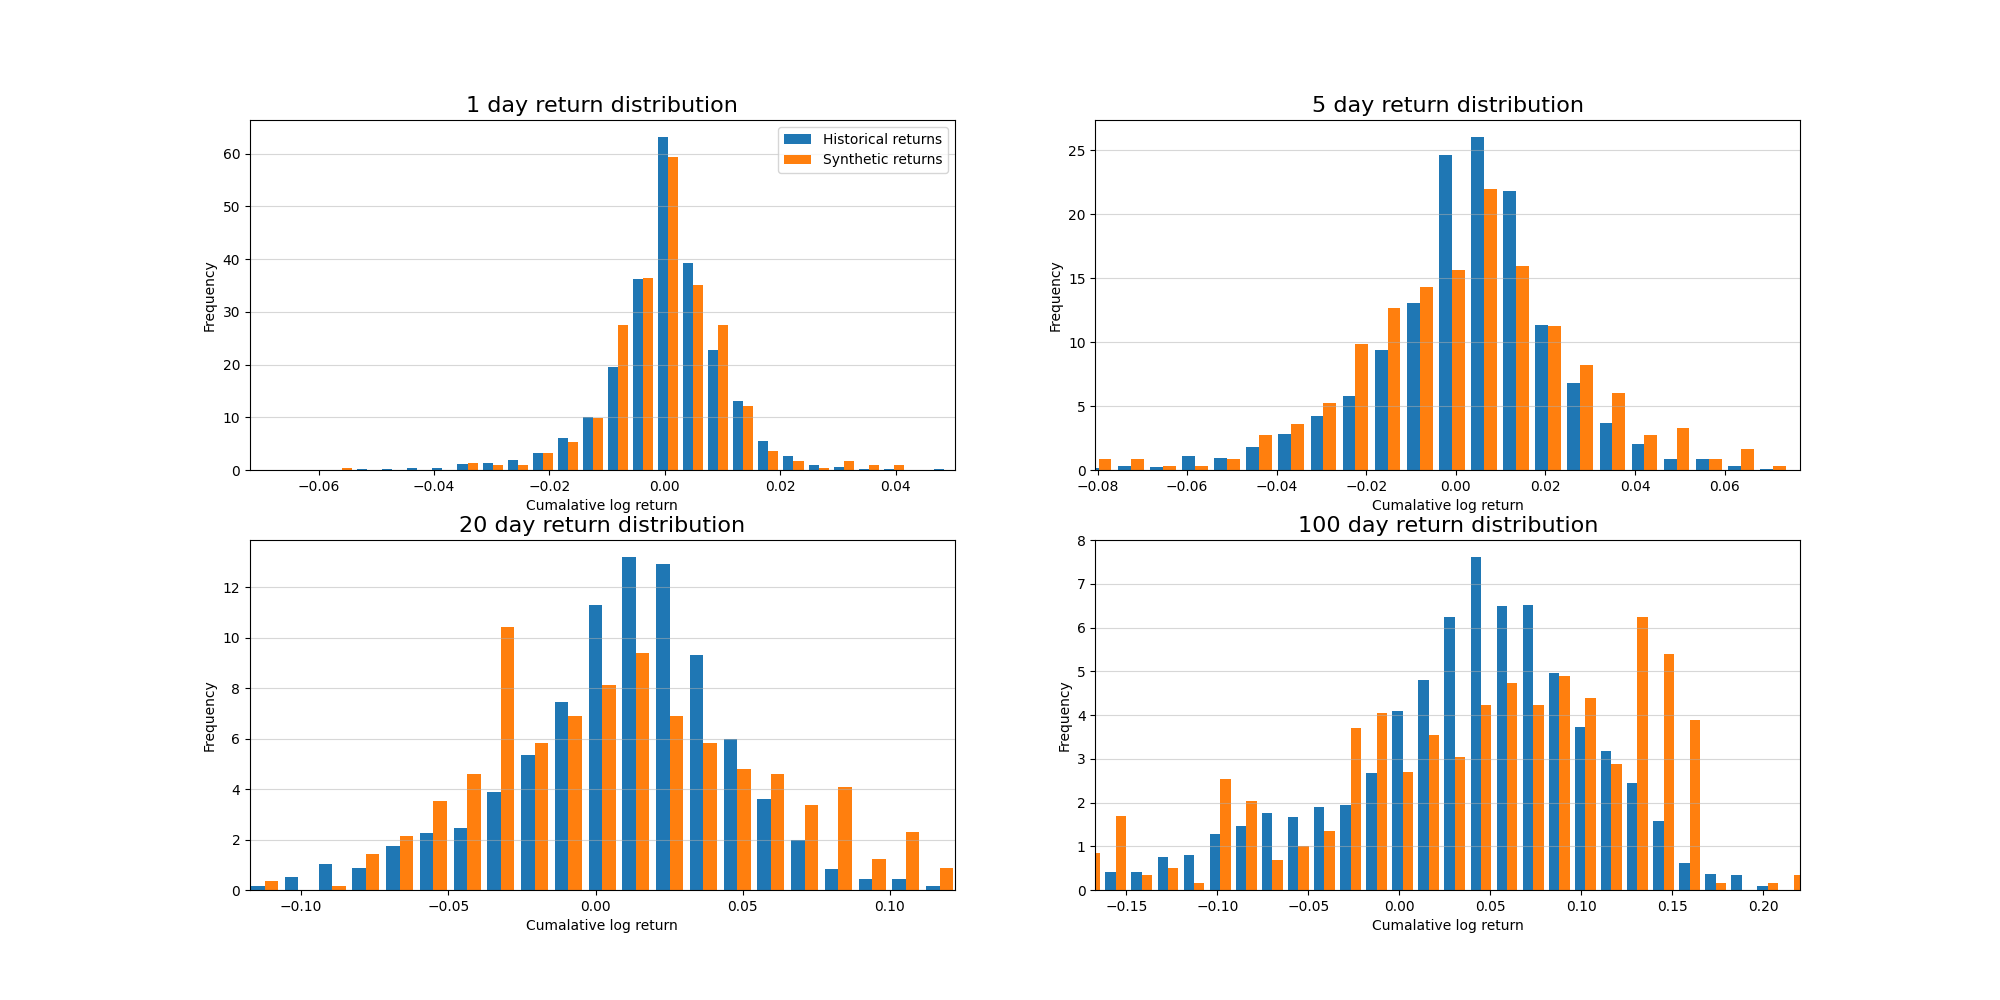 1 day return distribution
60
50
40
30
20
10
0
Frequency
Historical returns
Synthetic returns
−0.06 −0.04 −0.02 0.00 0.02 0.04
Cumalative log return
5 day return distribution
25
20
15
10
5
0
Frequency
−0.08 −0.06 −0.04 −0.02 0.00 0.02 0.04 0.06
Cumalative log return
20 day return distribution
12
10
8
6
4
2
0
Frequency
−0.10 −0.05 0.00 0.05 0.10
Cumalative log return
100 day return distribution
8
7
6
5
4
3
2
1
0
Frequency
−0.15 −0.10 −0.05 0.00 0.05 0.10 0.15 0.20
Cumalative log return